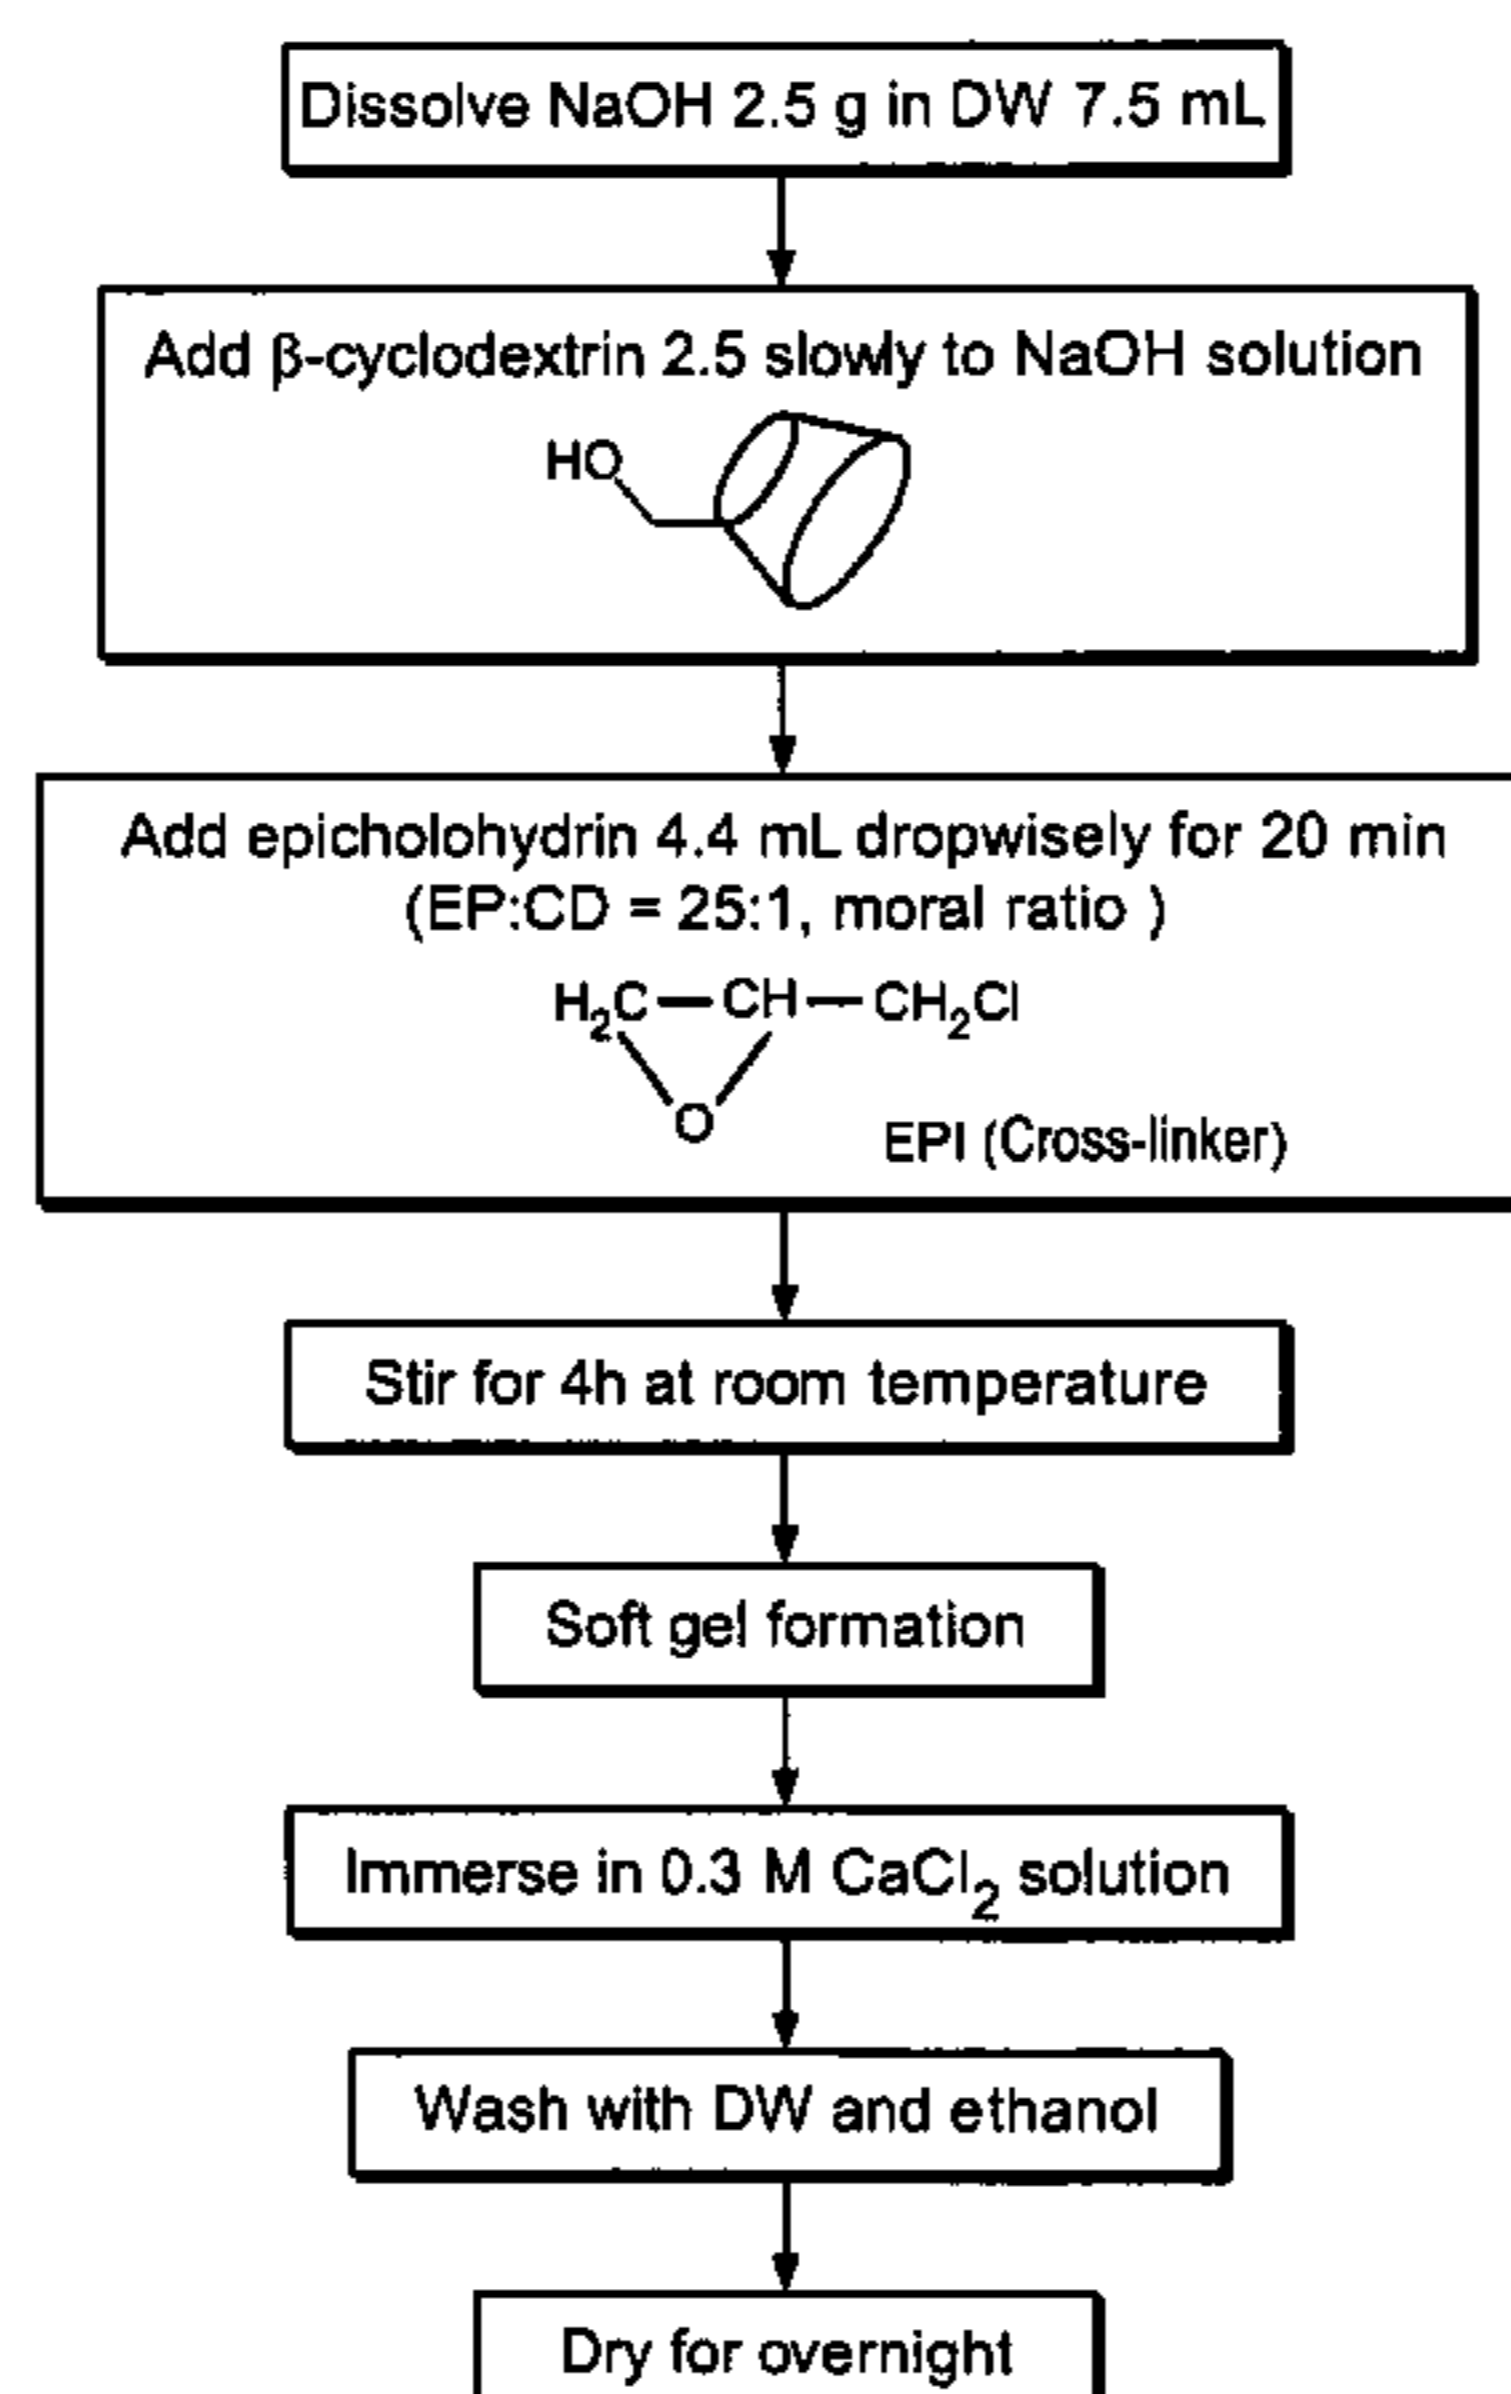 Dissolve NaOH 2.5 g in DW 7.5 mL
Add β-cyclodextrin 2.5 slowly to NaOH solution
HO
Add epicholohydrin 4.4 mL dropwisely for 20 min
(EP:CD = 25:1, moral ratio )
H₂C — CH — CH₂Cl
O
EPI (Cross-linker)
Stir for 4h at room temperature
Soft gel formation
Immerse in 0.3 M CaCl₂ solution
Wash with DW and ethanol
Dry for overnight